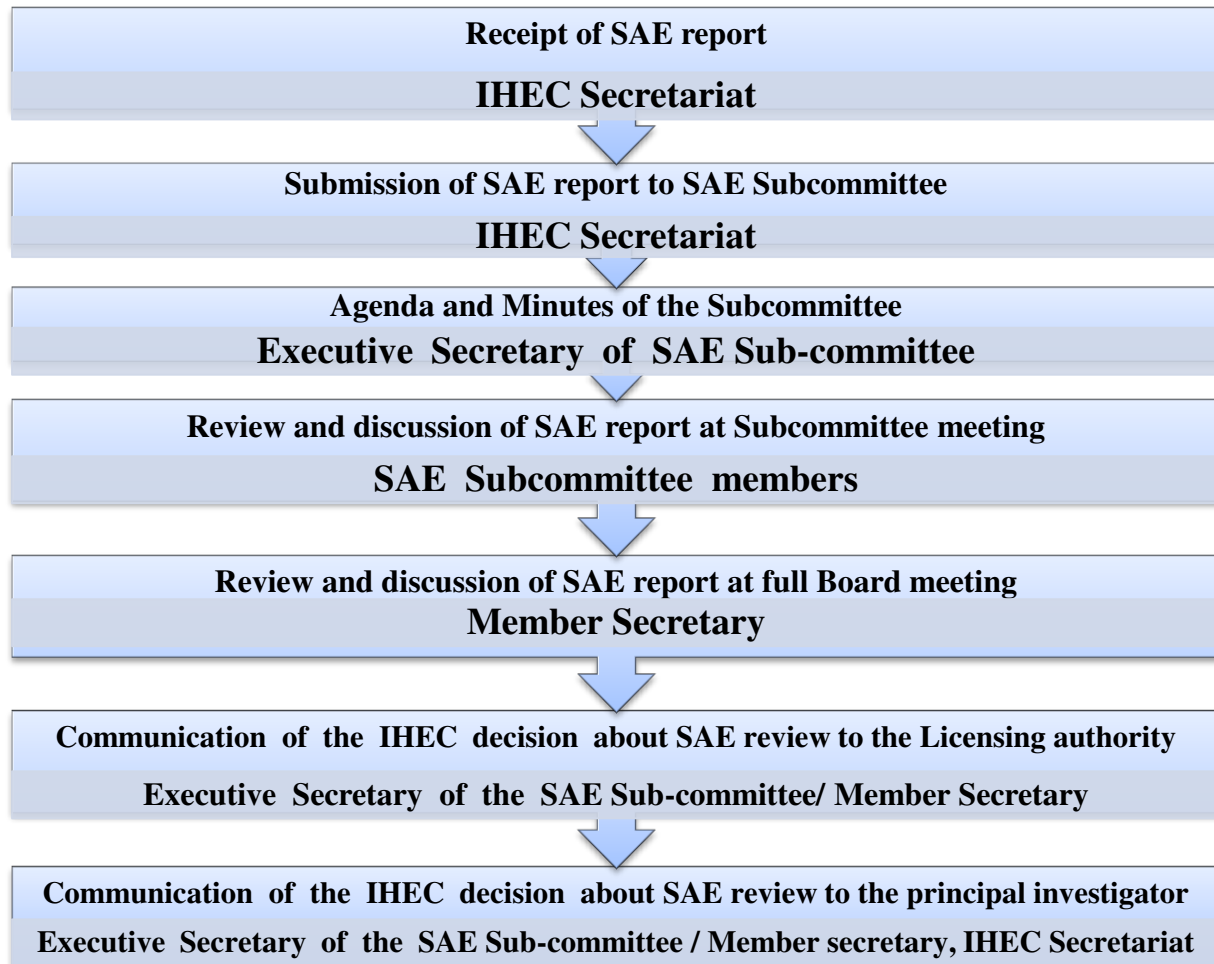 Receipt of SAE report
IHEC Secretariat
Submission of SAE report to SAE Subcommittee
IHEC Secretariat
Agenda and Minutes of the Subcommittee
Executive Secretary of SAE Sub-committee
Review and discussion of SAE report at Subcommittee meeting
SAE Subcommittee members
Review and discussion of SAE report at full Board meeting
Member Secretary
Communication of the IHEC decision about SAE review to the Licensing authority
Executive Secretary of the SAE Sub-committee/ Member Secretary
Communication of the IHEC decision about SAE review to the principal investigator
Executive Secretary of the SAE Sub-committee / Member secretary, IHEC Secretariat